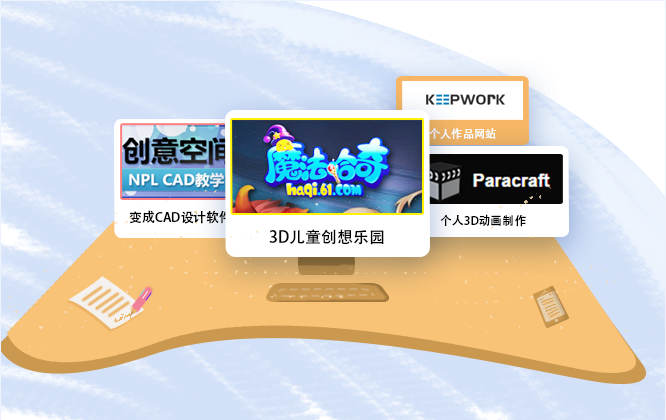 KEEPWORK
个人作品网站
创意空间
NPL CAD教学
变成CAD设计软件
魔法哈奇
haqi.61.com
3D儿童创想乐园
Paracraft
个人3D动画制作